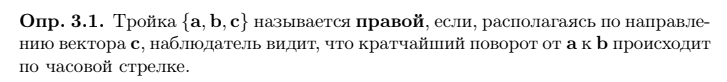 Опр. 3.1. Тройка {a, b, c} называется правой, если, располагаясь по направле-
нию вектора c, наблюдатель видит, что кратчайший поворот от a к b происходит
по часовой стрелке.